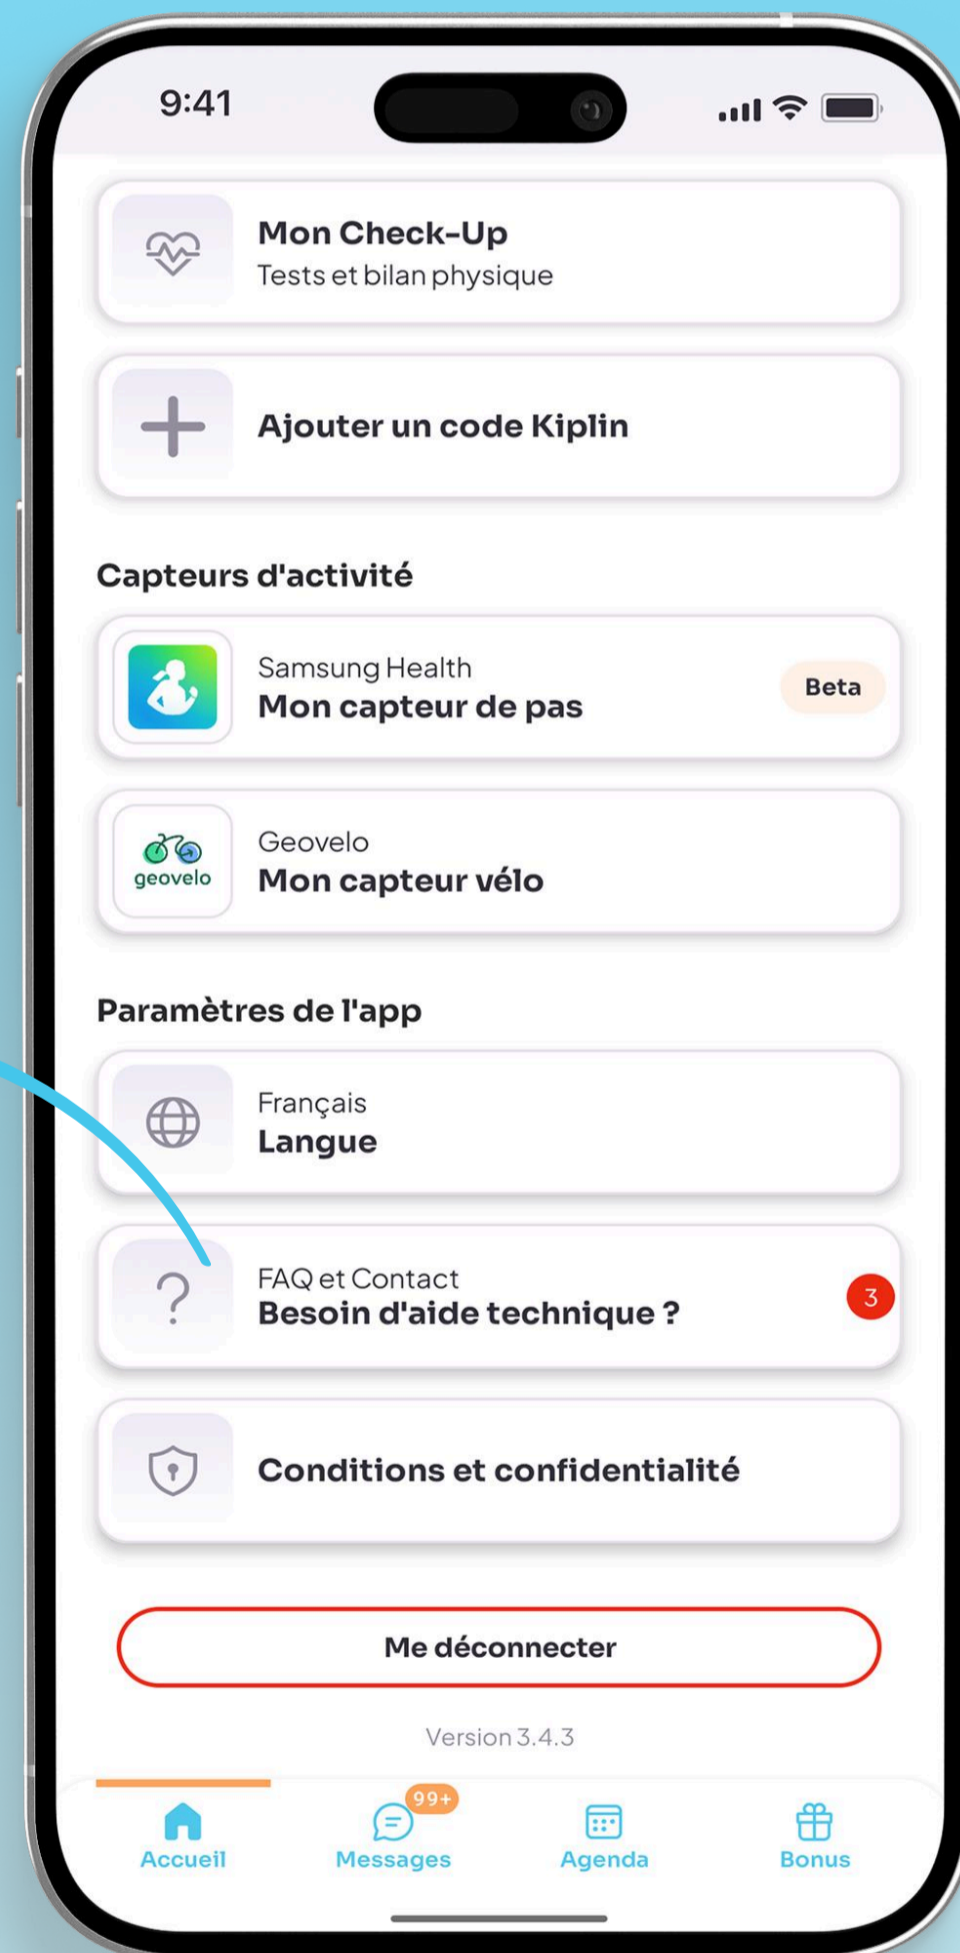 9:41
Mon Check-Up
Tests et bilan physique
Ajouter un code Kiplin
Capteurs d'activité
Samsung Health
Mon capteur de pas
Beta
geovelo
Geovelo
Mon capteur vélo
Paramètres de l'app
Français
Langue
?
FAQ et Contact
Besoin d'aide technique ?
3
Conditions et confidentialité
Me déconnecter
Version 3.4.3
99+
Accueil
Messages
Agenda
Bonus